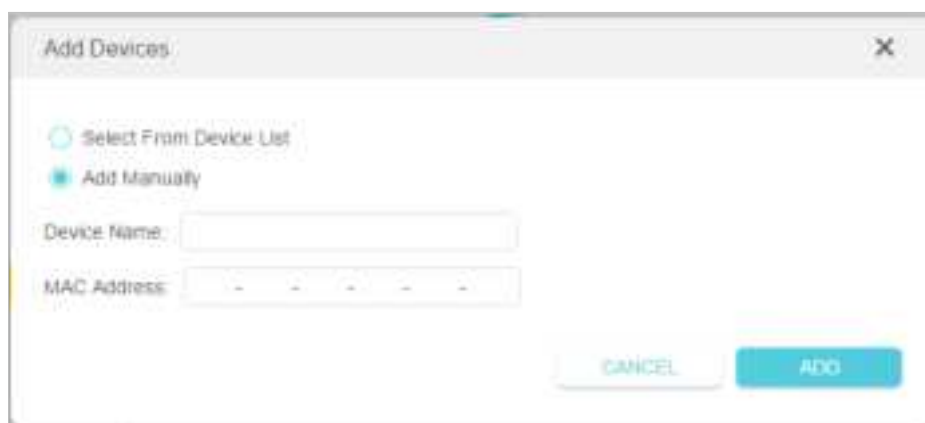 Add Devices
Select From Device List
Add Manually
Device Name:
MAC Address: - - - - -
CANCEL ADD